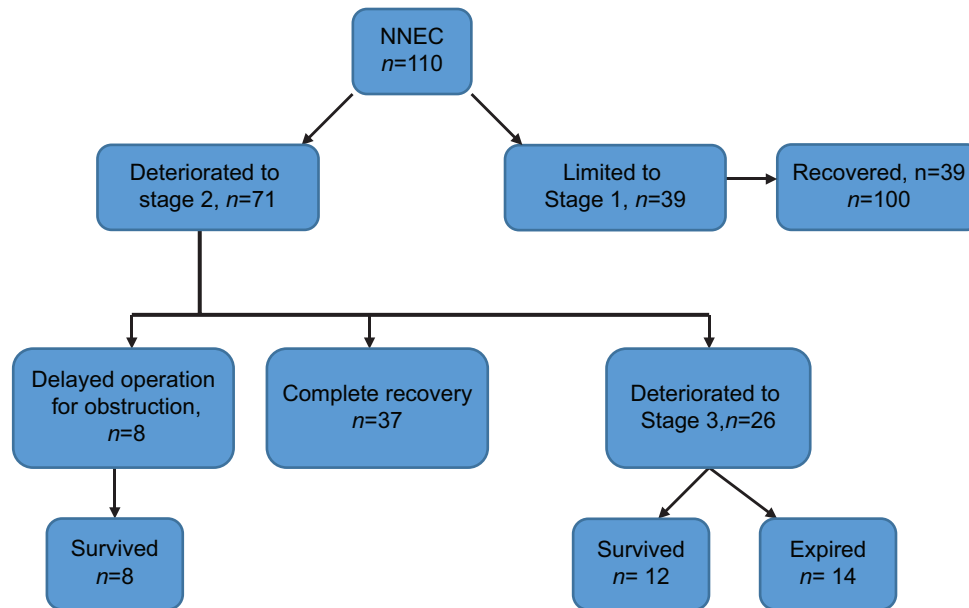 NNEC
n=110
Deteriorated to
stage 2, n=71
Limited to
Stage 1, n=39
Recovered, n=39
n=100
Delayed operation
for obstruction,
n=8
Complete recovery
n=37
Deteriorated to
Stage 3,n=26
Survived
n=8
Survived
n= 12
Expired
n= 14